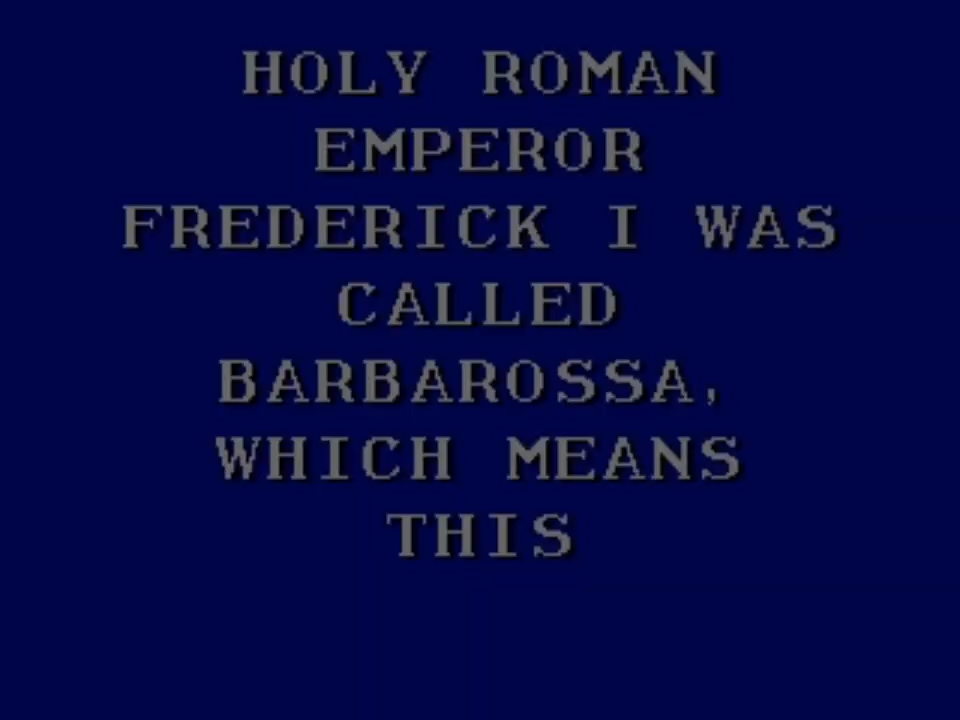 HOLY ROMAN
EMPEROR
FREDERICK I WAS
CALLED
BARBAROSSA,
WHICH MEANS
THIS